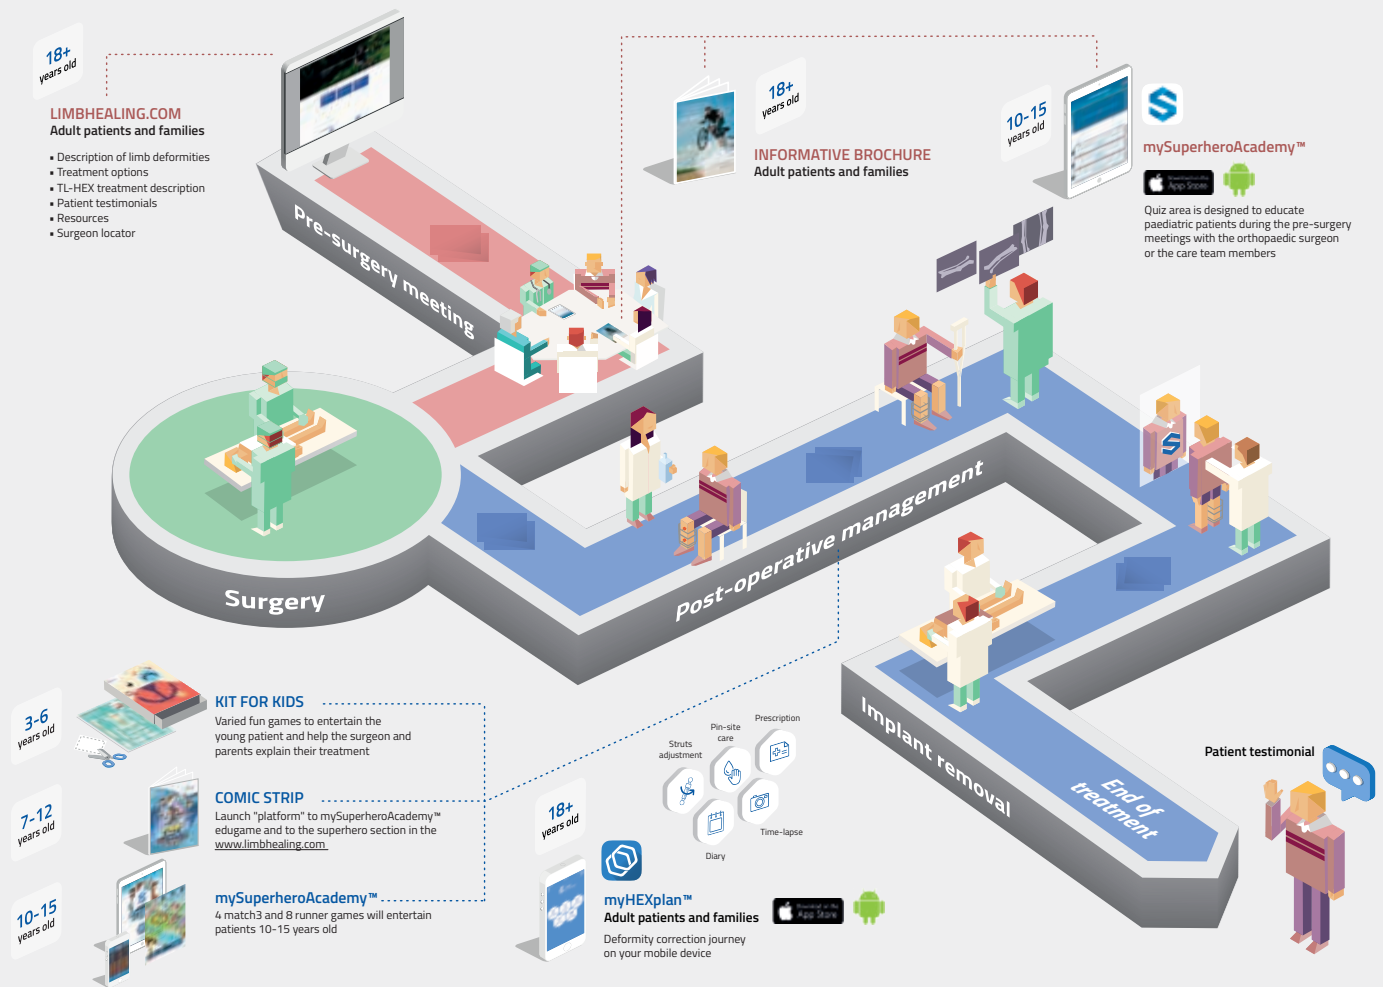 18+
years old
LIMBHEALING.COM
Adult patients and families
▪ Description of limb deformities
▪ Treatment options
▪ TL-HEX treatment description
▪ Patient testimonials
▪ Resources
▪ Surgeon locator
18+
years old
INFORMATIVE BROCHURE
Adult patients and families
10-15
years old
mySuperheroAcademy™
App Store
Quiz area is designed to educate
paediatric patients during the pre-surgery
meetings with the orthopaedic surgeon
or the care team members
Pre-surgery meeting
Surgery
Post-operative management
Implant removal
End of
treatment
Patient testimonial
3-6
years old
KIT FOR KIDS
Varied fun games to entertain the
young patient and help the surgeon and
parents explain their treatment
7-12
years old
COMIC STRIP
Launch "platform" to mySuperheroAcademy™
edugame and to the superhero section in the
www.limbhealing.com
10-15
years old
mySuperheroAcademy™
4 match3 and 8 runner games will entertain
patients 10-15 years old
18+
years old
Struts
adjustment
Pin-site
care
Prescription
Diary
Time-lapse
myHEXplan™
Adult patients and families
Deformity correction journey
on your mobile device
App Store